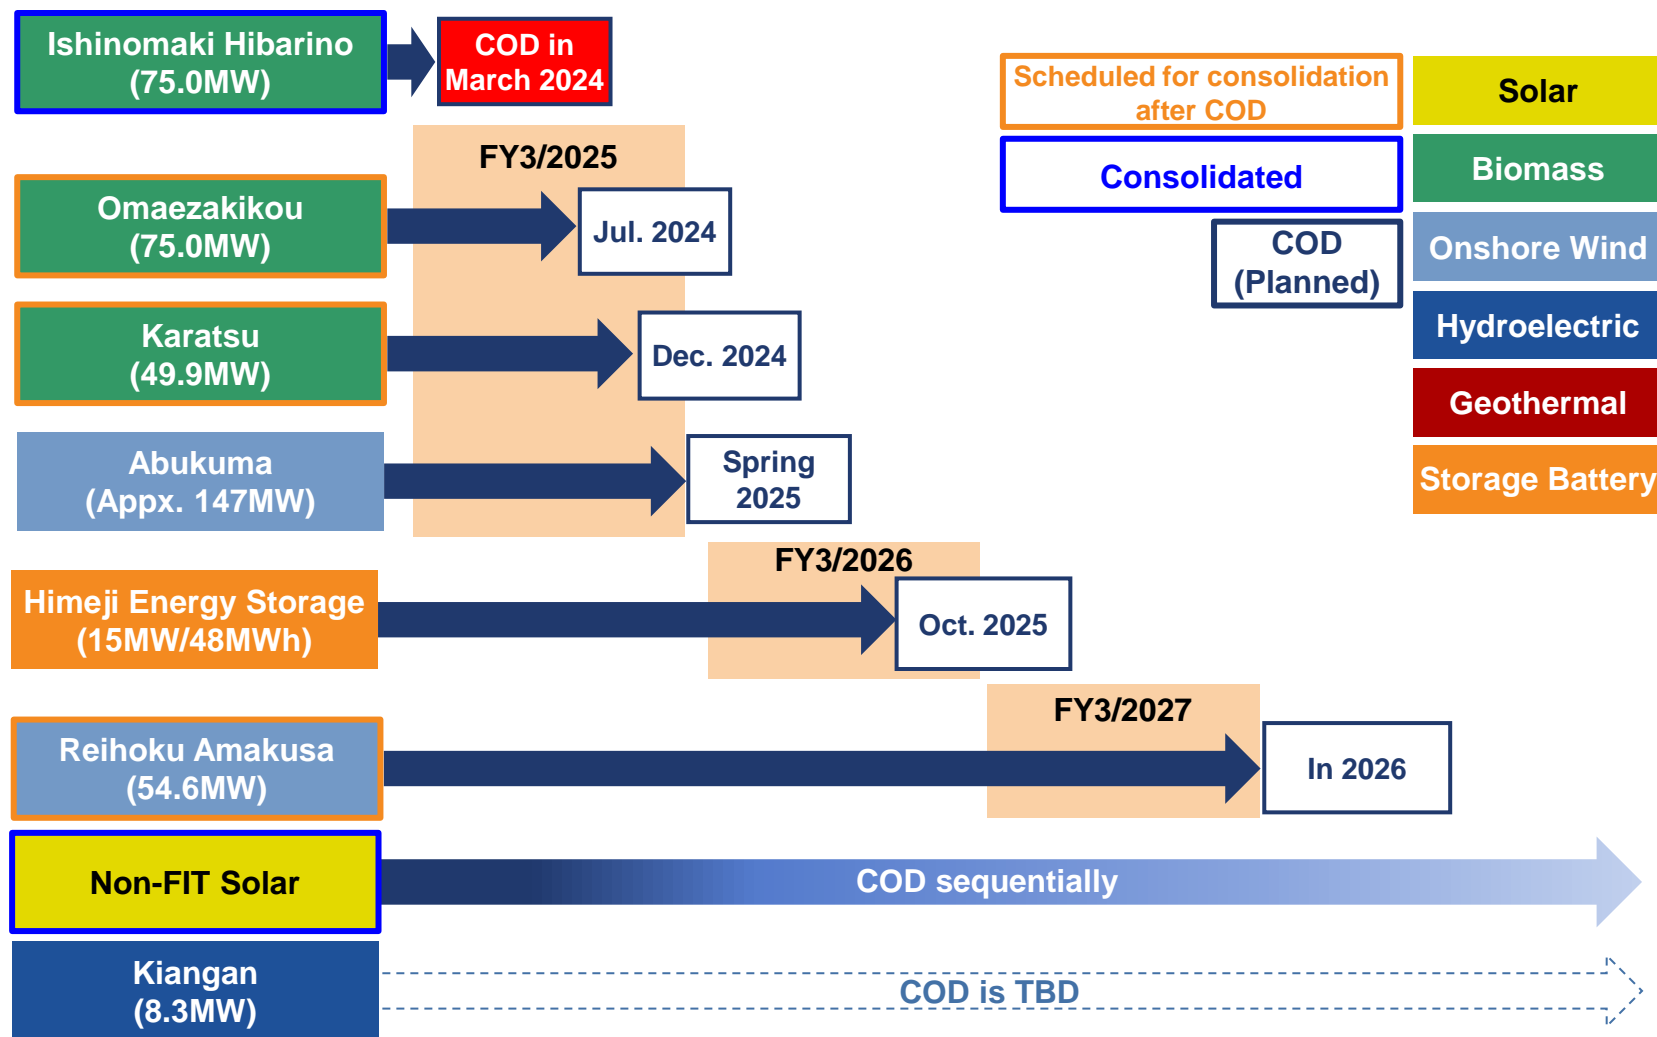 Ishinomaki Hibarino
(75.0MW)
COD in
March 2024
Scheduled for consolidation
after COD
Consolidated
COD
(Planned)
Solar
Biomass
Onshore Wind
Hydroelectric
Geothermal
Storage Battery
FY3/2025
Omaezakikou
(75.0MW)
Jul. 2024
Karatsu
(49.9MW)
Dec. 2024
Abukuma
(Appx. 147MW)
Spring
2025
FY3/2026
Himeji Energy Storage
(15MW/48MWh)
Oct. 2025
FY3/2027
Reihoku Amakusa
(54.6MW)
In 2026
Non-FIT Solar
COD sequentially
Kiangan
(8.3MW)
COD is TBD